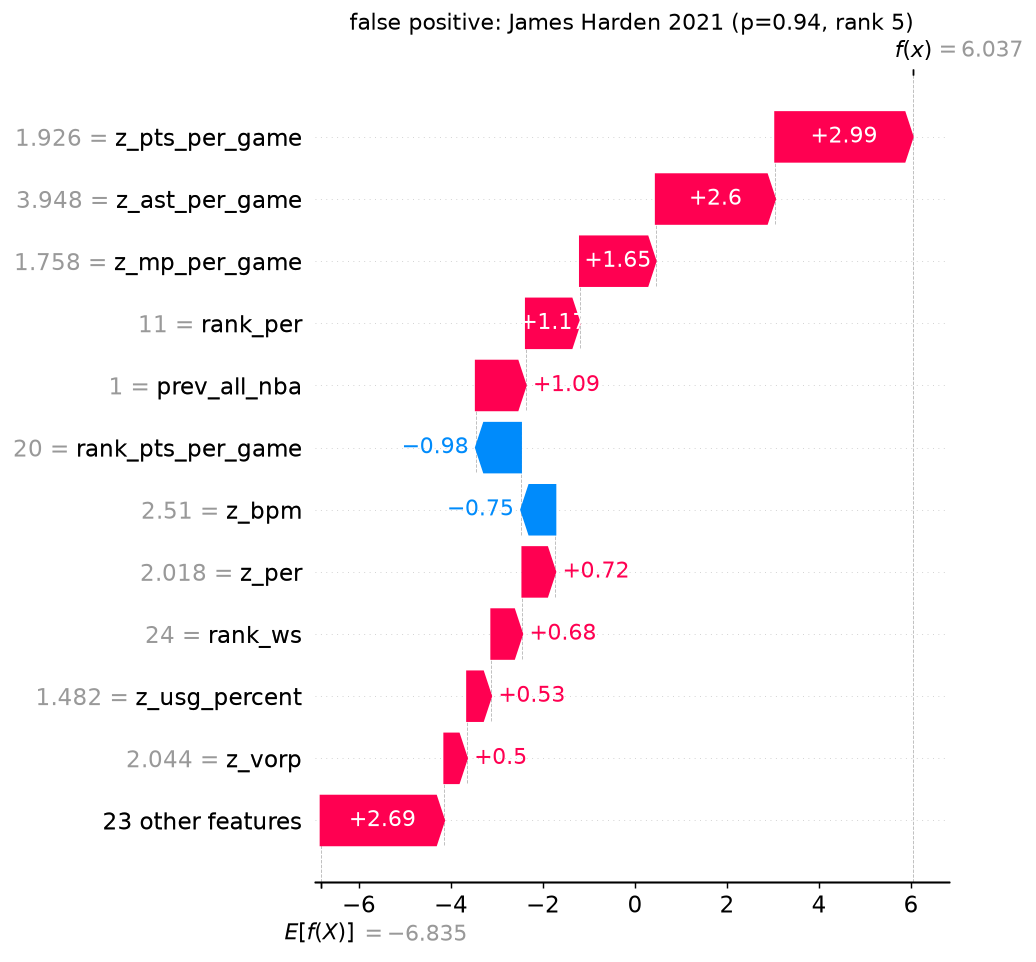 false positive: James Harden 2021 (p=0.94, rank 5)
f(x) = 6.037
1.926 = z_pts_per_game
+2.99
3.948 = z_ast_per_game
+2.6
1.758 = z_mp_per_game
+1.65
11 = rank_per
+1.17
1 = prev_all_nba
+1.09
20 = rank_pts_per_game
−0.98
2.51 = z_bpm
−0.75
2.018 = z_per
+0.72
24 = rank_ws
+0.68
1.482 = z_usg_percent
+0.53
2.044 = z_vorp
+0.5
23 other features
+2.69
−6 −4 −2 0 2 4 6
E[f(X)] = −6.835